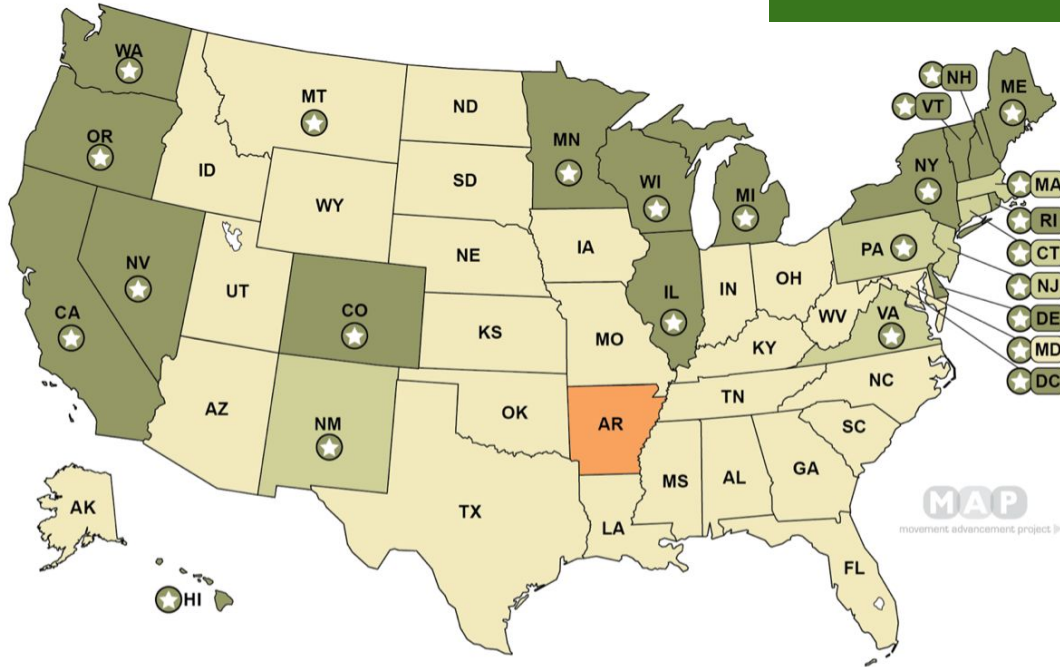 WA
NH
ME
VT
MT
ND
OR
MN
ID
SD
WI
NY
MI
MA
WY
RI
IA
PA
NE
CT
NV
OH
NJ
IL
IN
UT
CA
CO
DE
WV
VA
KS
MO
KY
MD
NC
DC
TN
AZ
OK
NM
AR
SC
GA
MS
AL
AK
TX
MAP
movement advancement project
LA
FL
HI